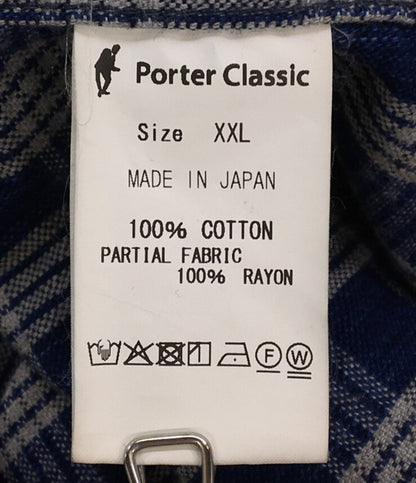 Porter Classic
Size XXL
MADE IN JAPAN
100% COTTON
PARTIAL FABRIC
100% RAYON
F W